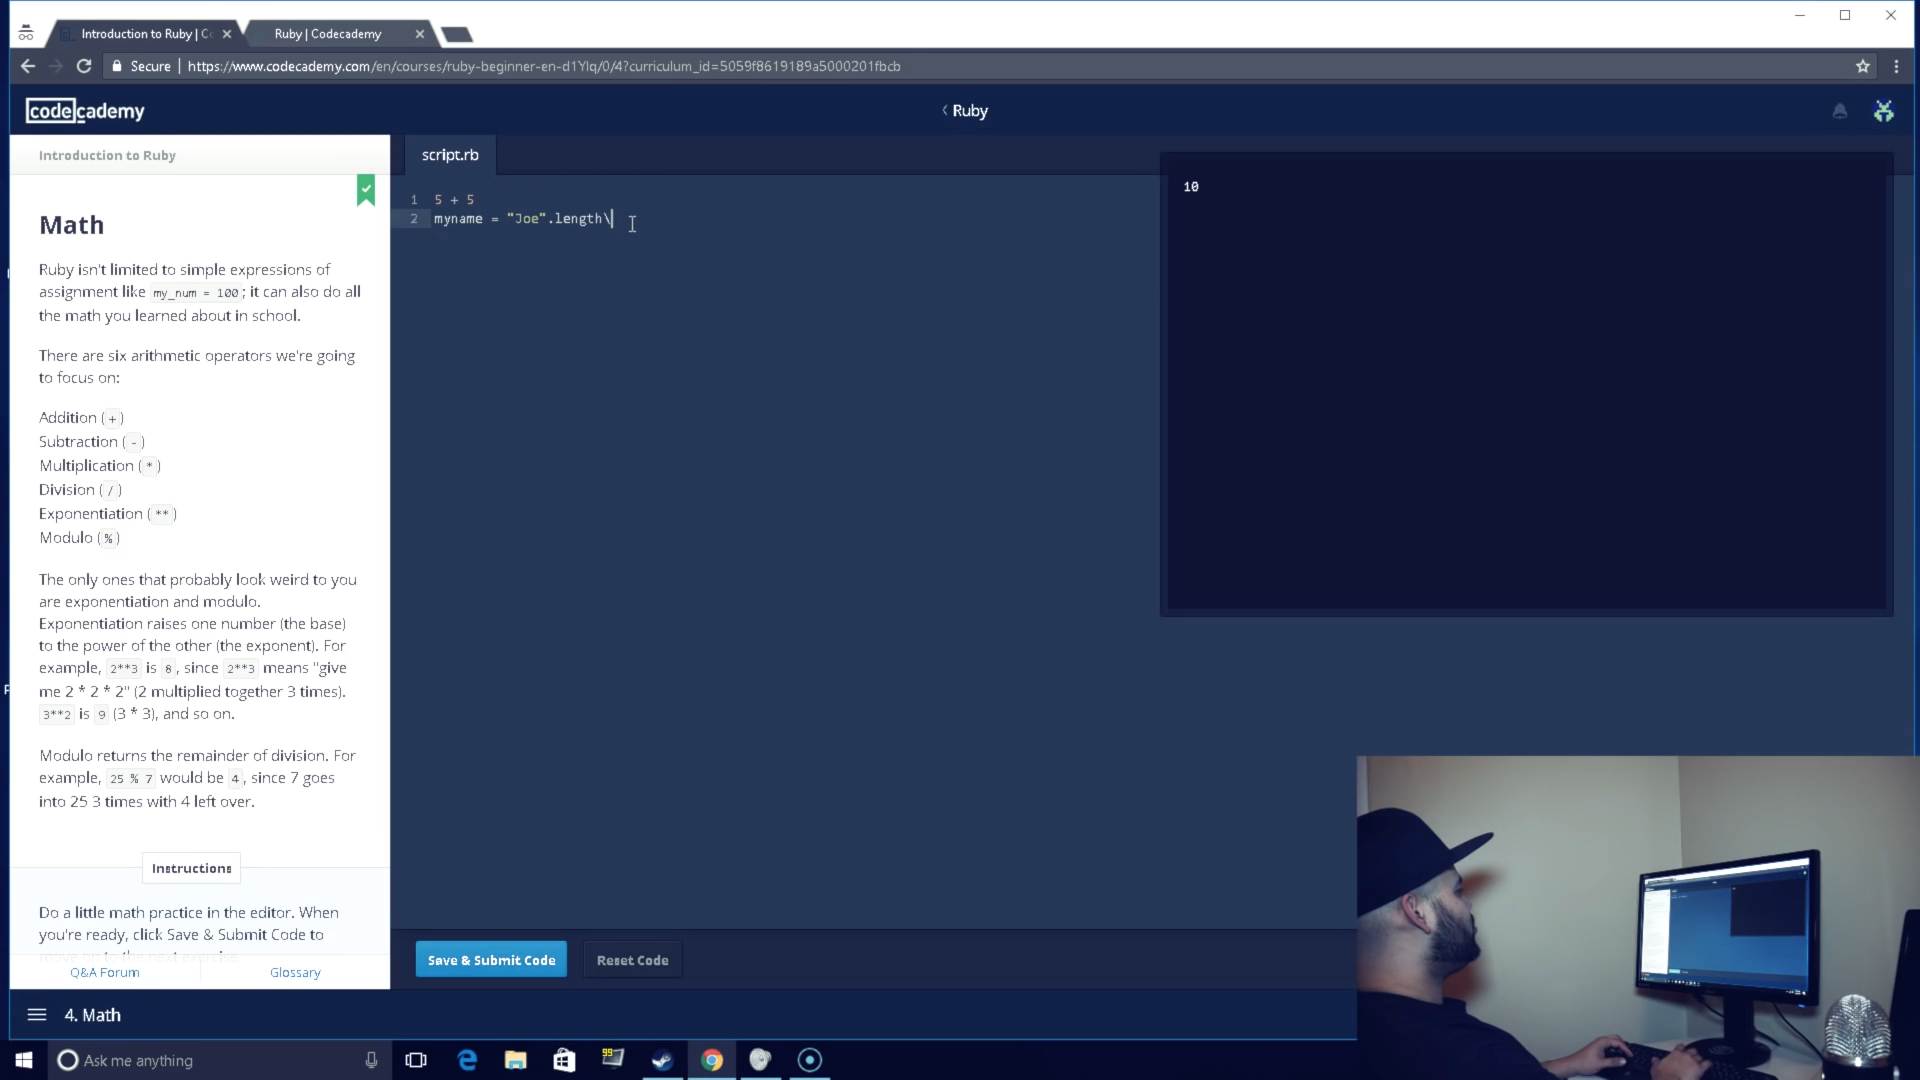 Introduction to Ruby | C
Ruby | Codecademy
Secure | https://www.codecademy.com/en/courses/ruby-beginner-en-d1Ylq/0/4?curriculum_id=5059f8619189a5000201fbcb
codecademy
Ruby
Introduction to Ruby
script.rb
Math
Ruby isn't limited to simple expressions of
assignment like my_num = 100; it can also do all
the math you learned about in school.
There are six arithmetic operators we're going
to focus on:
Addition (+)
Subtraction (-)
Multiplication (*)
Division (/)
Exponentiation (**)
Modulo (%)
The only ones that probably look weird to you
are exponentiation and modulo.
Exponentiation raises one number (the base)
to the power of the other (the exponent). For
example, 2**3 is 8, since 2**3 means "give
me 2 * 2 * 2" (2 multiplied together 3 times).
3**2 is 9 (3 * 3), and so on.
Modulo returns the remainder of division. For
example, 25 % 7 would be 4, since 7 goes
into 25 3 times with 4 left over.
Instructions
Do a little math practice in the editor. When
you're ready, click Save & Submit Code to
move on to the next exercise.
Q&A Forum
Glossary
1 5 + 5
2 myname = "Joe".length\
10
Save & Submit Code
Reset Code
4. Math
Ask me anything
99